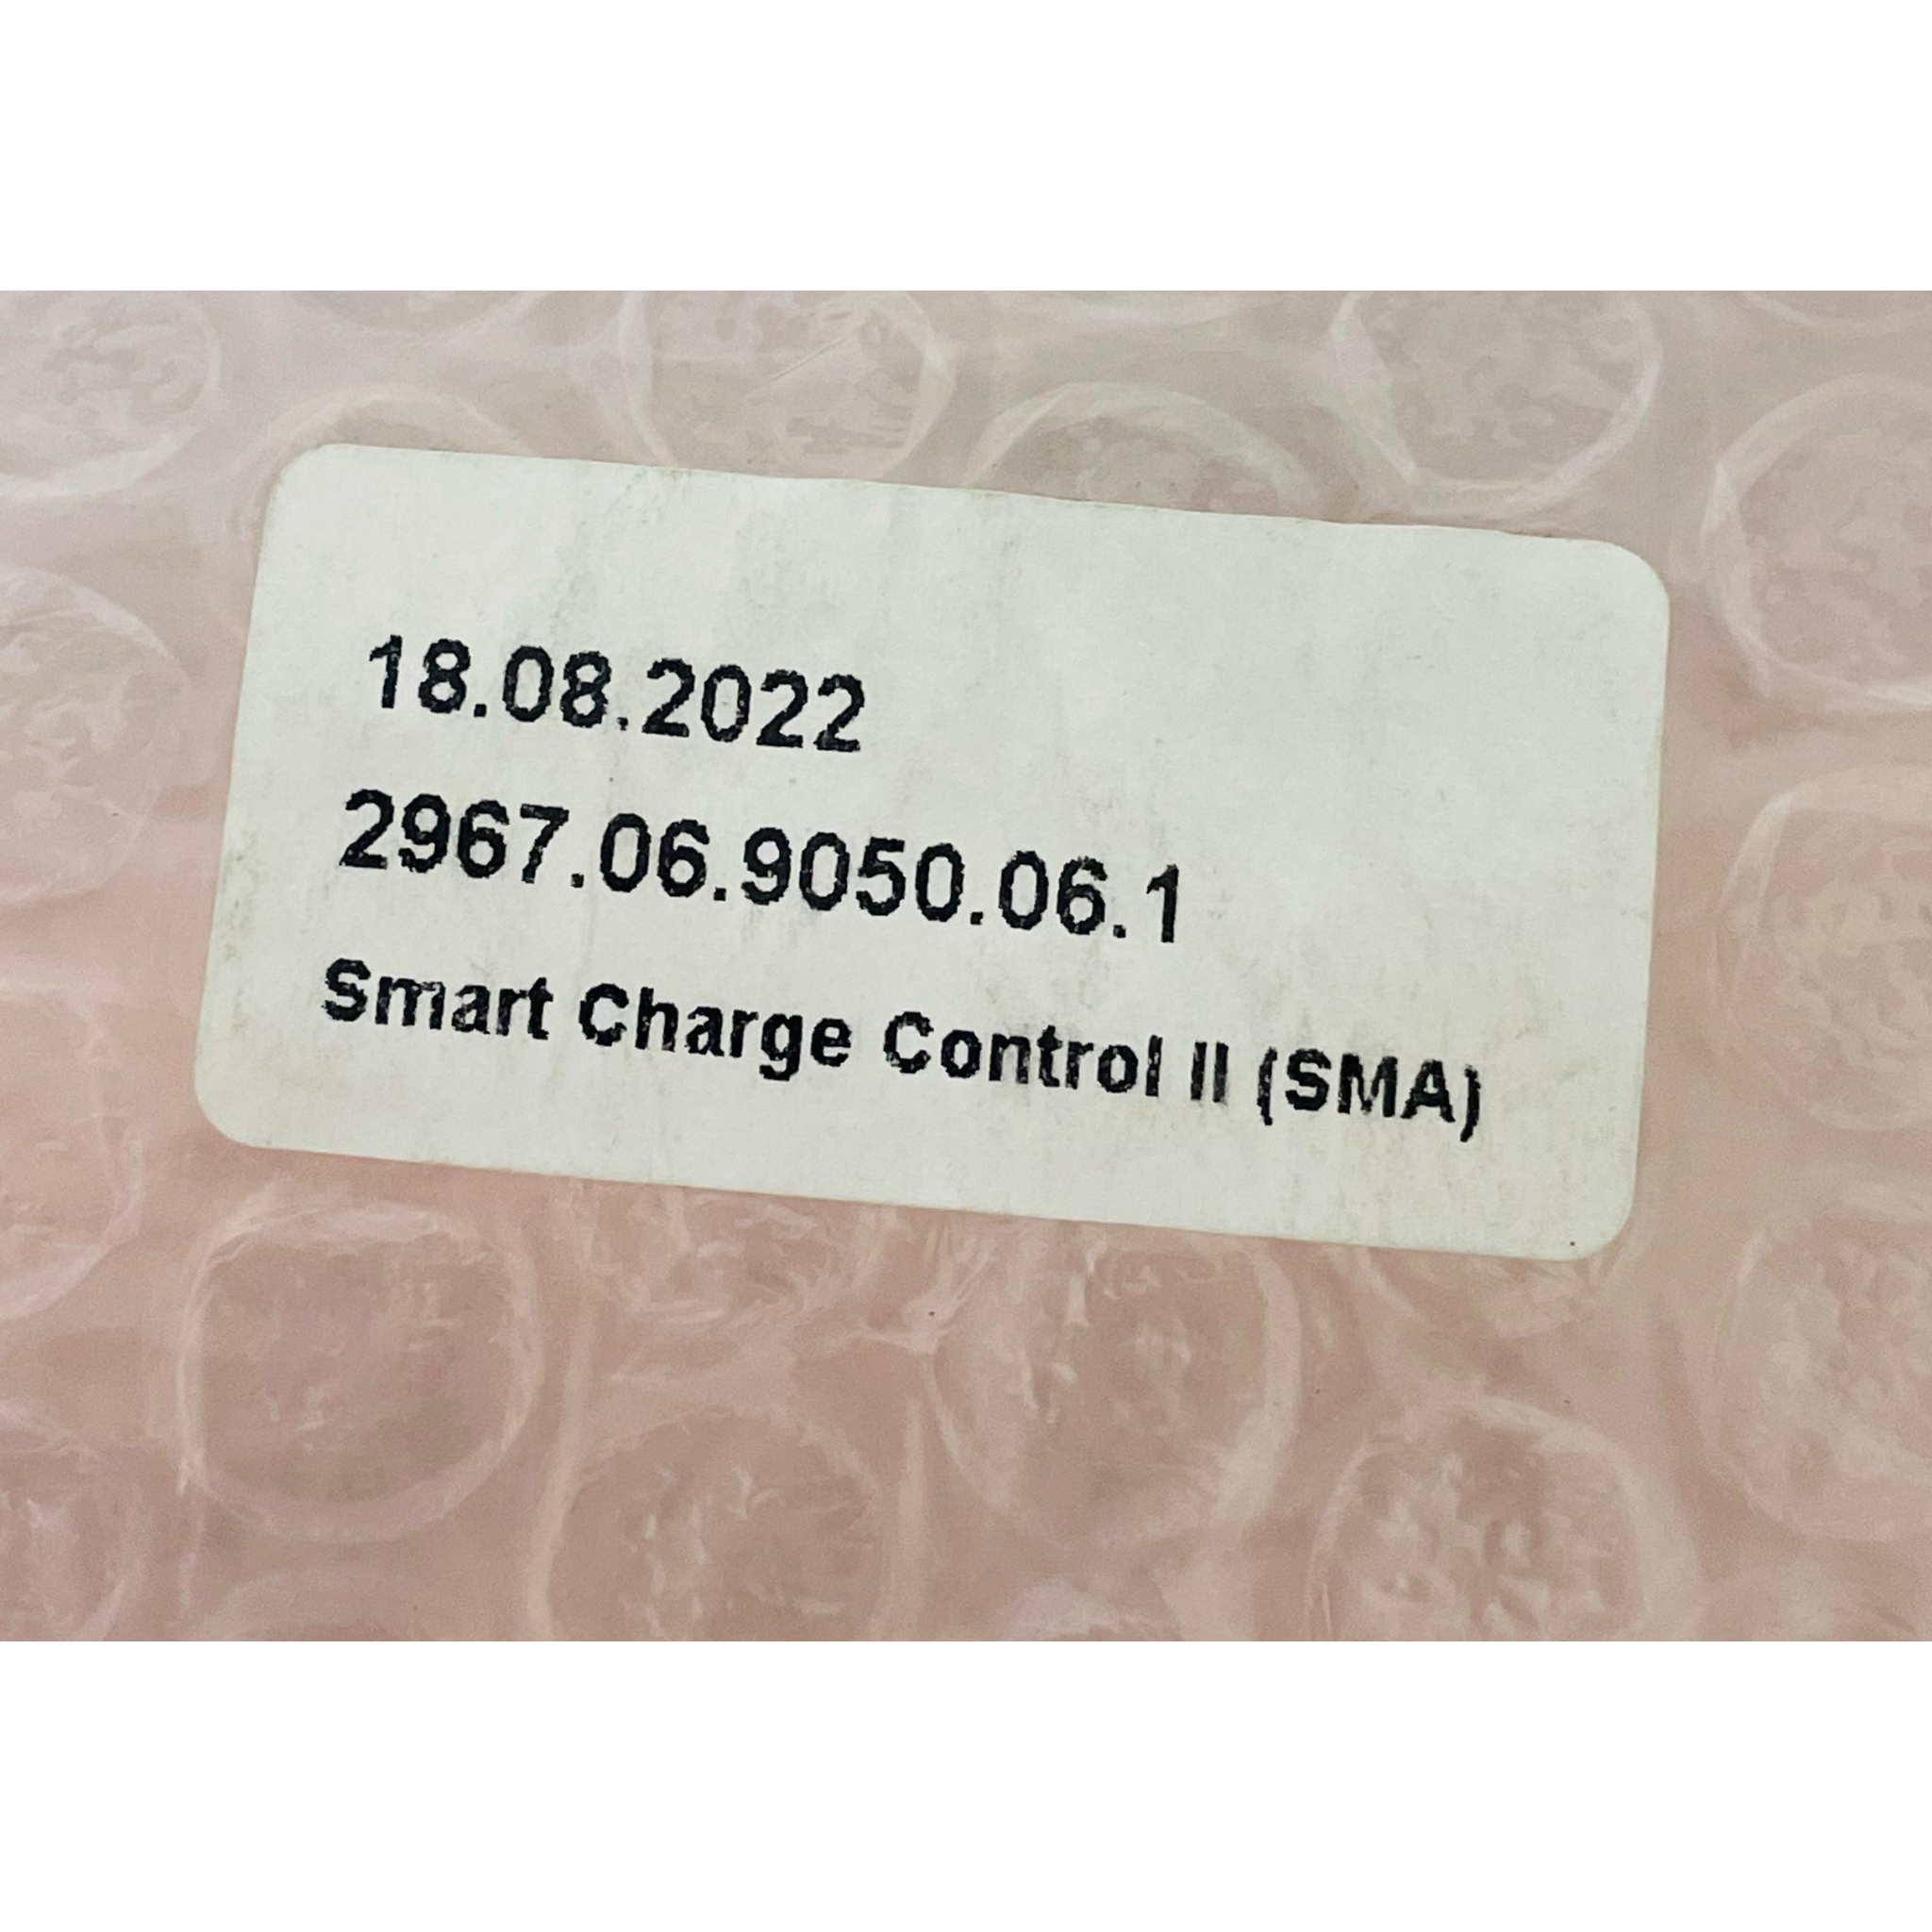 18.08.2022
2967.06.9050.06.1
Smart Charge Control II (SMA)